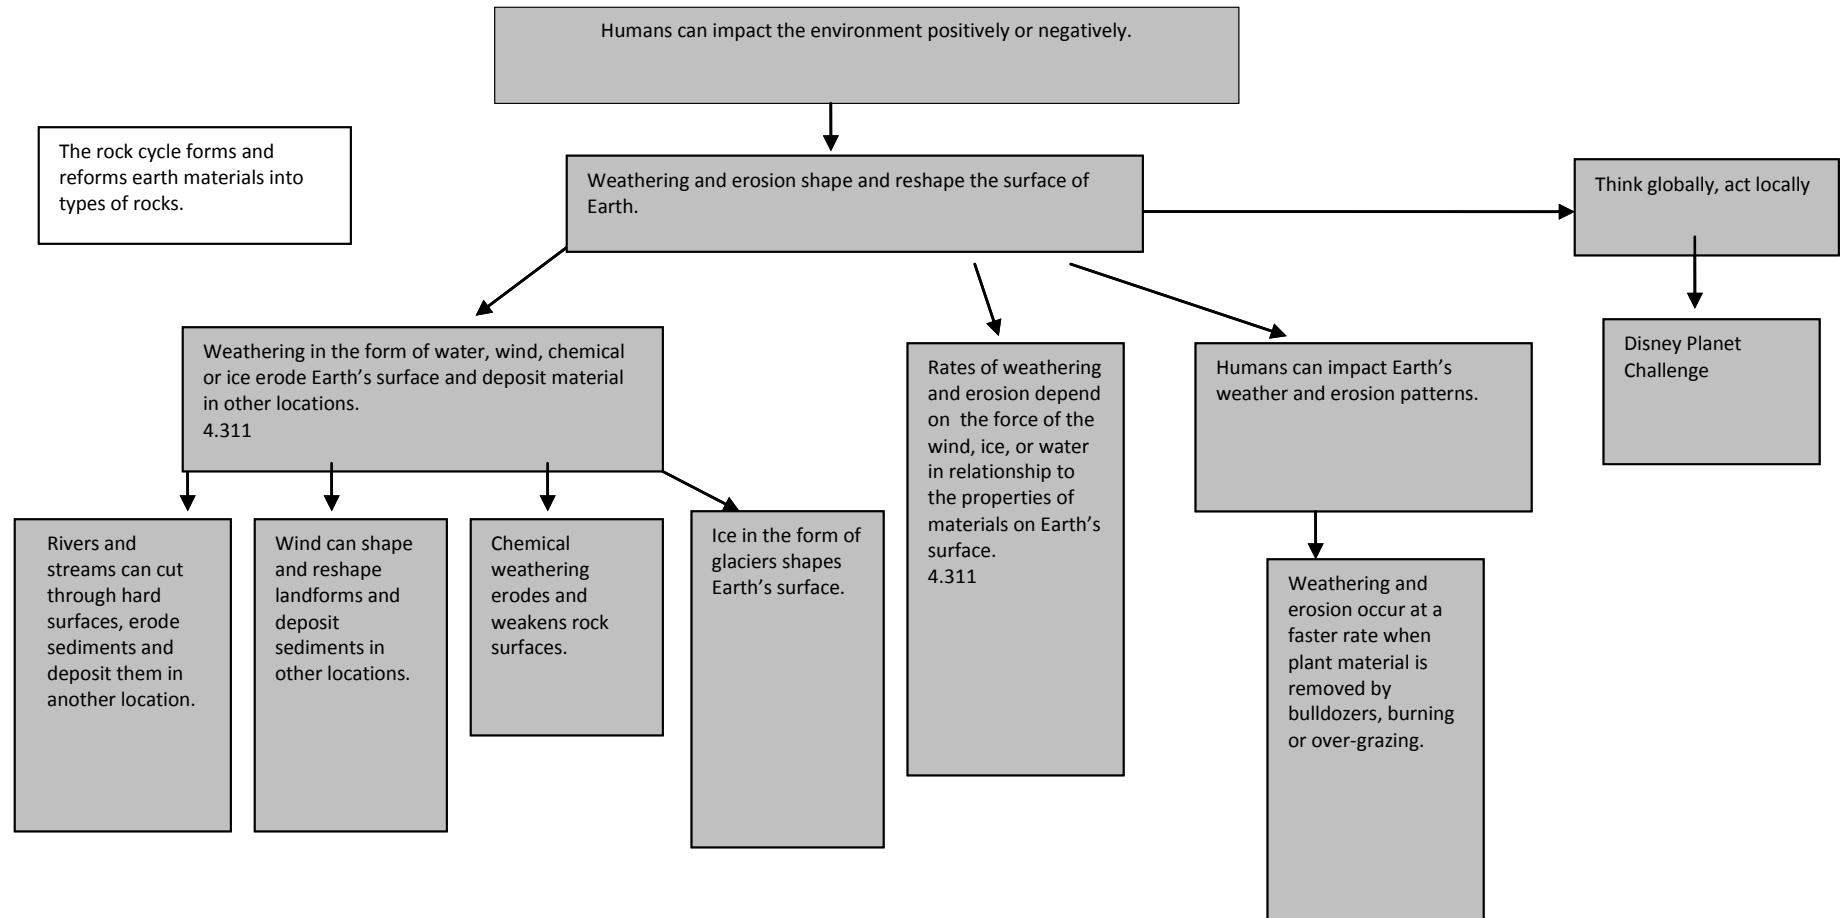 Humans can impact the environment positively or negatively.
The rock cycle forms and
reforms earth materials into
types of rocks.
Weathering and erosion shape and reshape the surface of
Earth.
Think globally, act locally
Weathering in the form of water, wind, chemical
or ice erode Earth’s surface and deposit material
in other locations.
4.311
Rates of weathering
and erosion depend
on  the force of the
wind, ice, or water
in relationship to
the properties of
materials on Earth’s
surface.
4.311
Humans can impact Earth’s
weather and erosion patterns.
Disney Planet
Challenge
Rivers and
streams can cut
through hard
surfaces, erode
sediments and
deposit them in
another location.
Wind can shape
and reshape
landforms and
deposit
sediments in
other locations.
Chemical
weathering
erodes and
weakens rock
surfaces.
Ice in the form of
glaciers shapes
Earth’s surface.
Weathering and
erosion occur at a
faster rate when
plant material is
removed by
bulldozers, burning
or over-grazing.